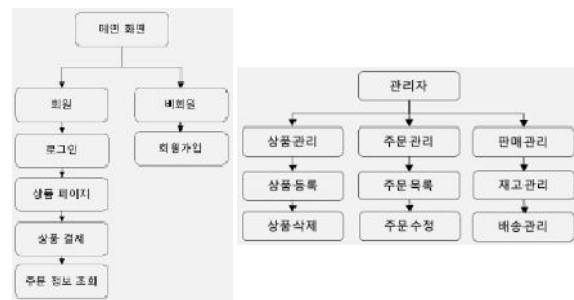 메인 화면
회원
비회원
로그인
회원가입
상품 페이지
상품 결제
주문 정보 조회
관리자
상품관리
주문관리
판매관리
상품등록
주문목록
재고관리
상품삭제
주문수정
배송관리